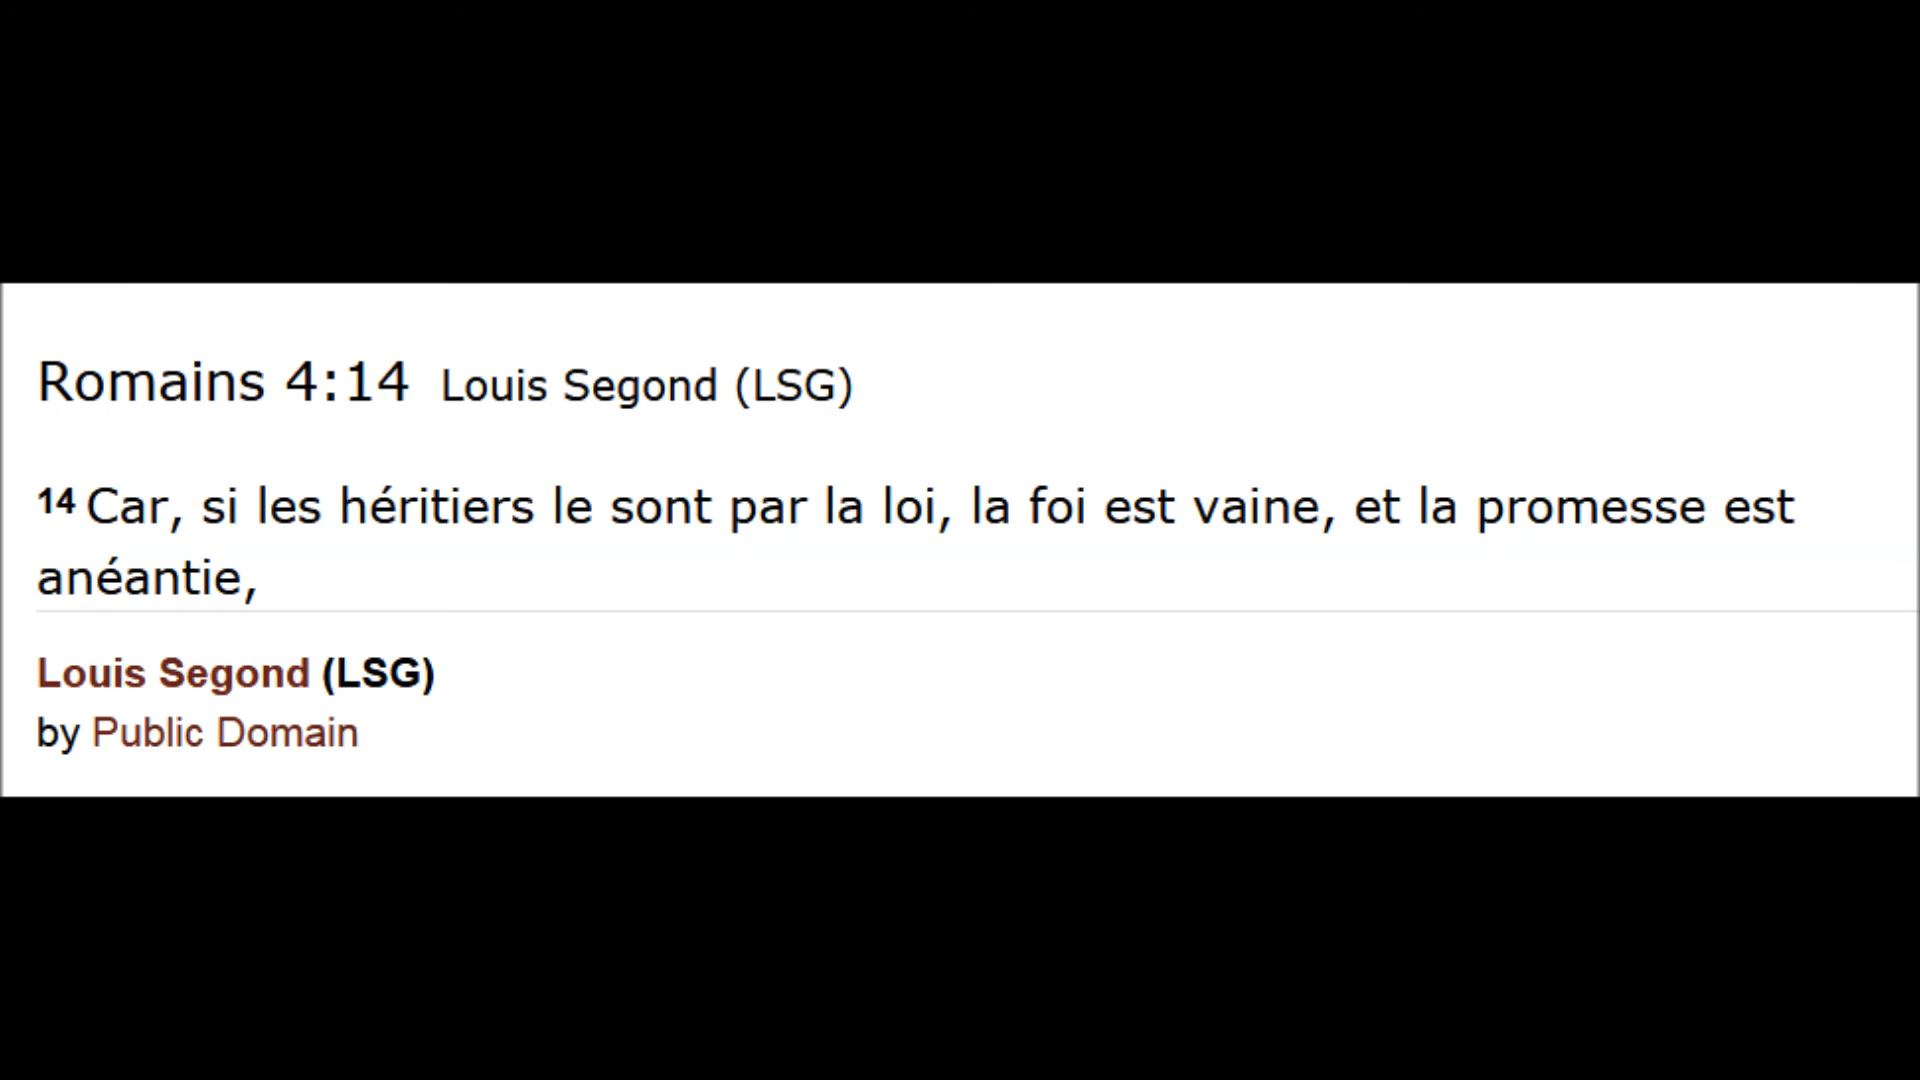 Romains 4:14 Louis Segond (LSG)
14 Car, si les héritiers le sont par la loi, la foi est vaine, et la promesse est
anéantie,
Louis Segond (LSG)
by Public Domain